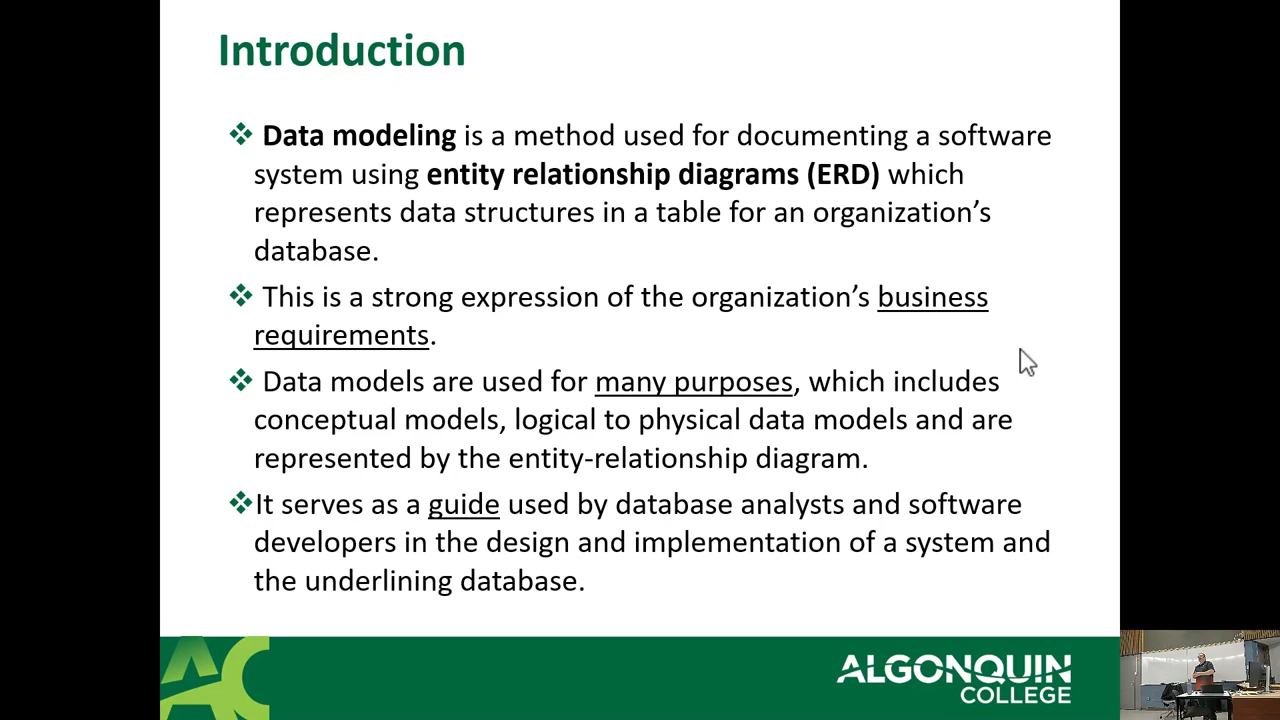 Introduction
Data modeling is a method used for documenting a software
system using entity relationship diagrams (ERD) which
represents data structures in a table for an organization’s
database.
This is a strong expression of the organization’s business
requirements.
Data models are used for many purposes, which includes
conceptual models, logical to physical data models and are
represented by the entity-relationship diagram.
It serves as a guide used by database analysts and software
developers in the design and implementation of a system and
the underlining database.
AC
ALGONQUIN
COLLEGE